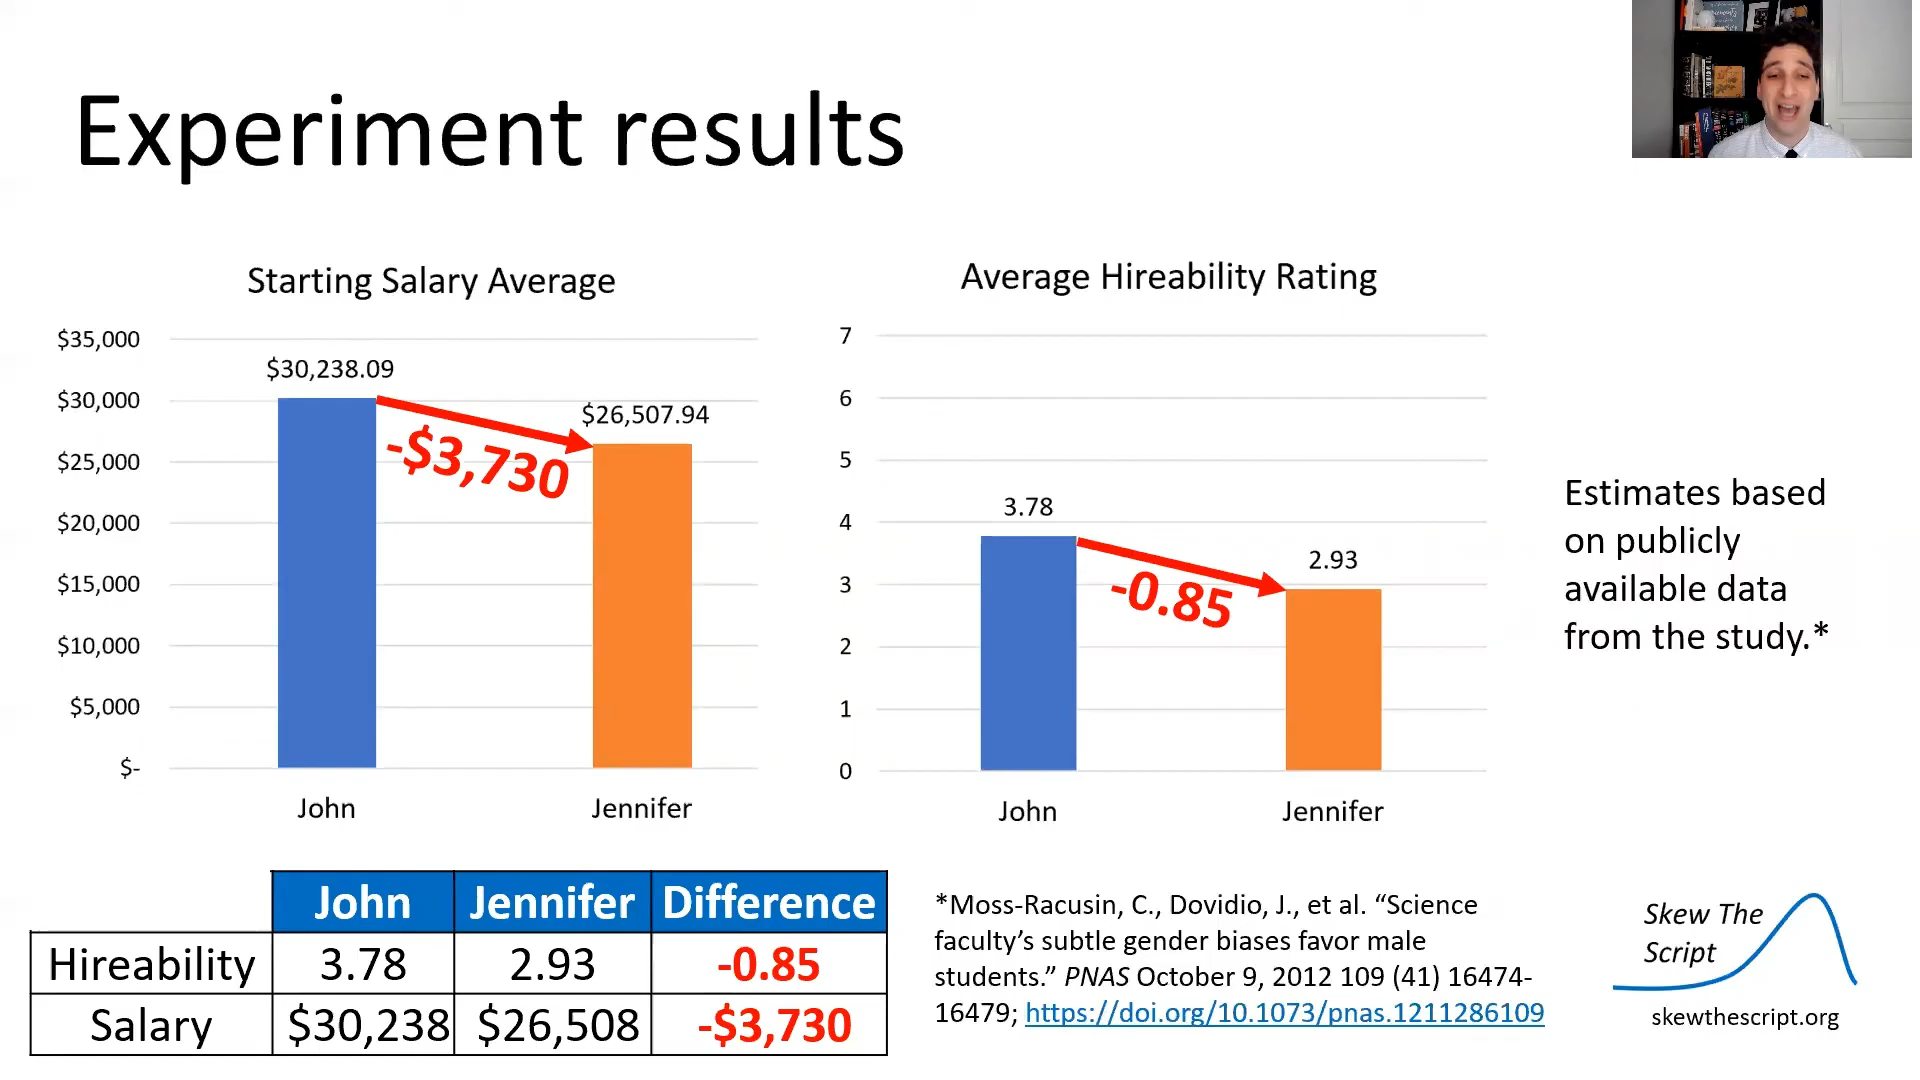 Experiment results
Starting Salary Average
$35,000
$30,000
$25,000
$20,000
$15,000
$10,000
$5,000
$-
$30,238.09
$26,507.94
-$3,730
John
Jennifer
Average Hireability Rating
7
6
5
4
3
2
1
0
3.78
2.93
-0.85
John
Jennifer
Estimates based
on publicly
available data
from the study.*
John Jennifer Difference
Hireability 3.78 2.93 -0.85
Salary $30,238 $26,508 -$3,730
*Moss-Racusin, C., Dovidio, J., et al. “Science
faculty’s subtle gender biases favor male
students.” PNAS October 9, 2012 109 (41) 16474-
16479; https://doi.org/10.1073/pnas.1211286109
Skew The
Script
skewthescript.org